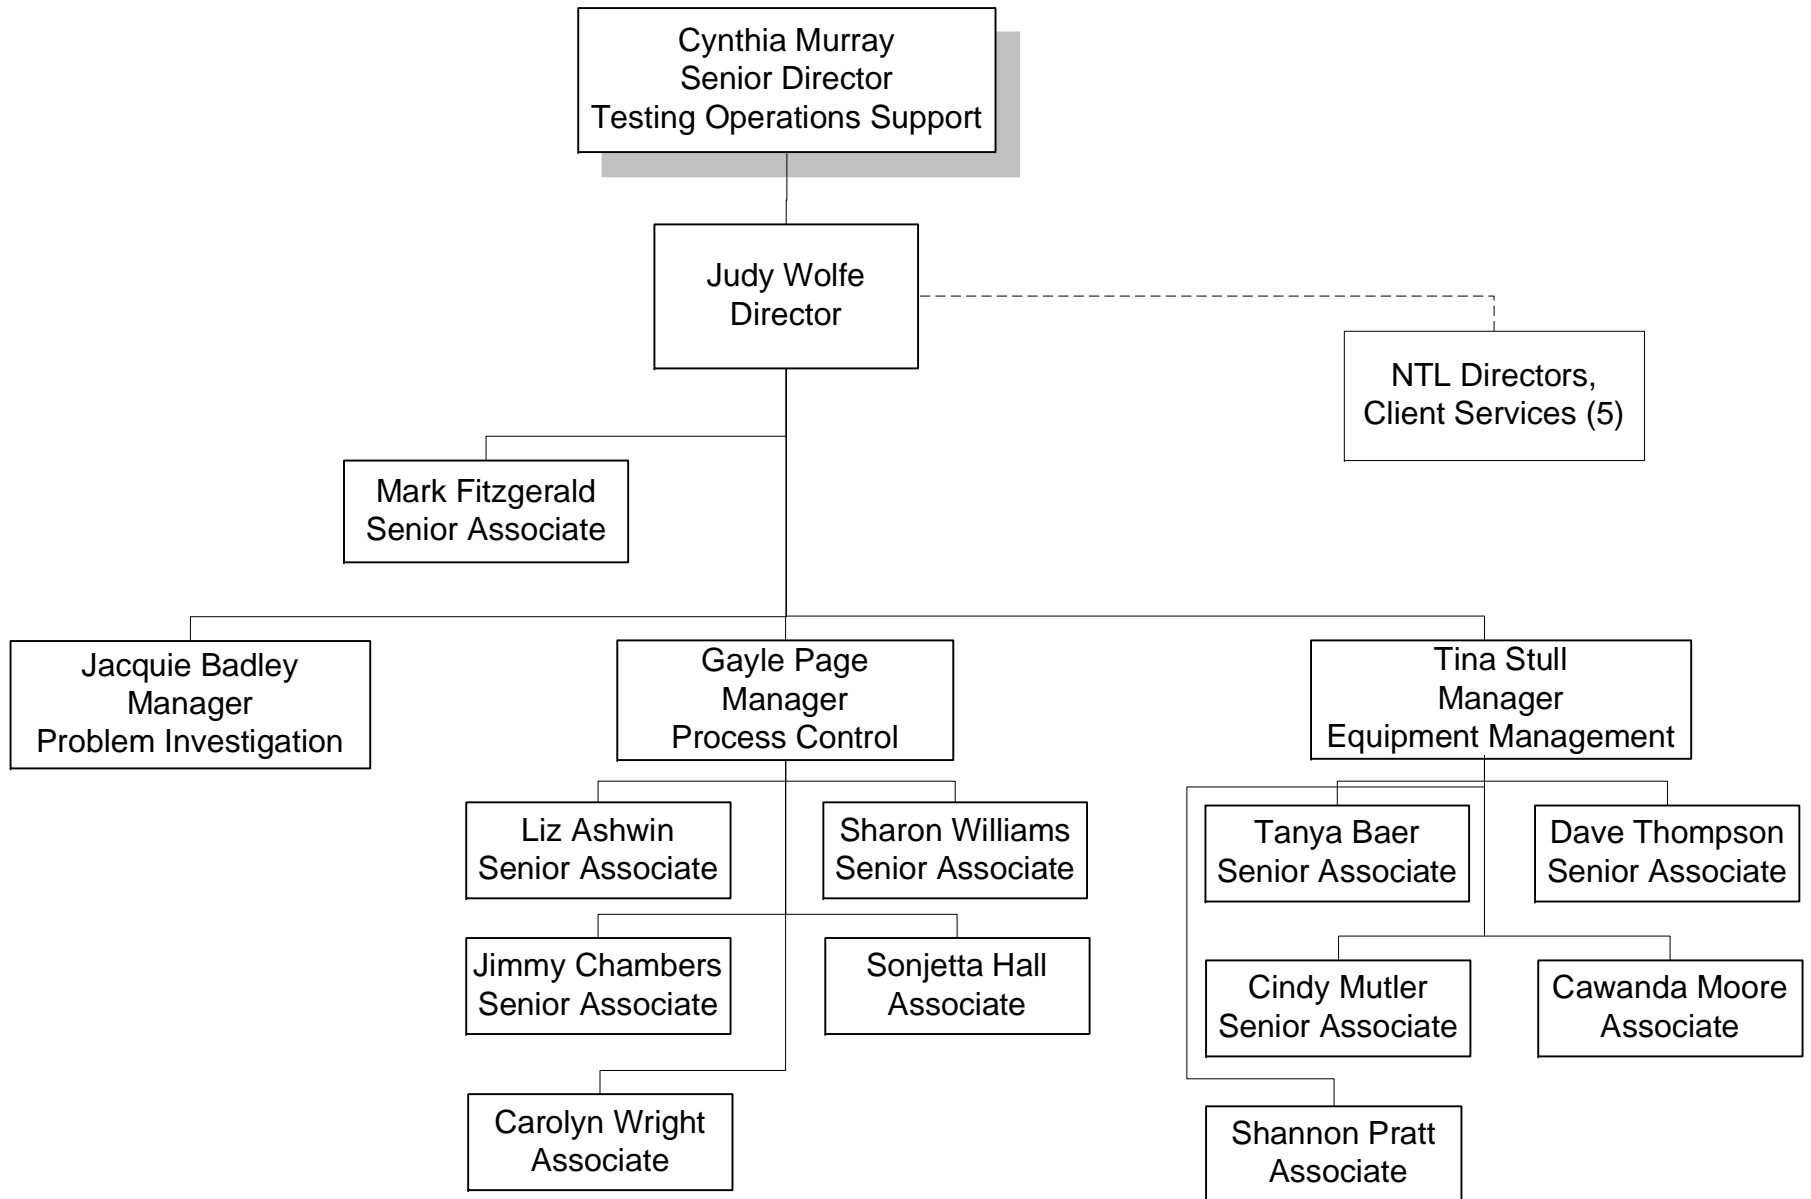 Cynthia Murray
Senior Director
Testing Operations Support
Judy Wolfe
Director
NTL Directors,
Client Services (5)
Mark Fitzgerald
Senior Associate
Jacquie Badley
Manager
Problem Investigation
Gayle Page
Manager
Process Control
Tina Stull
Manager
Equipment Management
Liz Ashwin
Senior Associate
Sharon Williams
Senior Associate
Tanya Baer
Senior Associate
Dave Thompson
Senior Associate
Jimmy Chambers
Senior Associate
Sonjetta Hall
Associate
Cindy Mutler
Senior Associate
Cawanda Moore
Associate
Carolyn Wright
Associate
Shannon Pratt
Associate